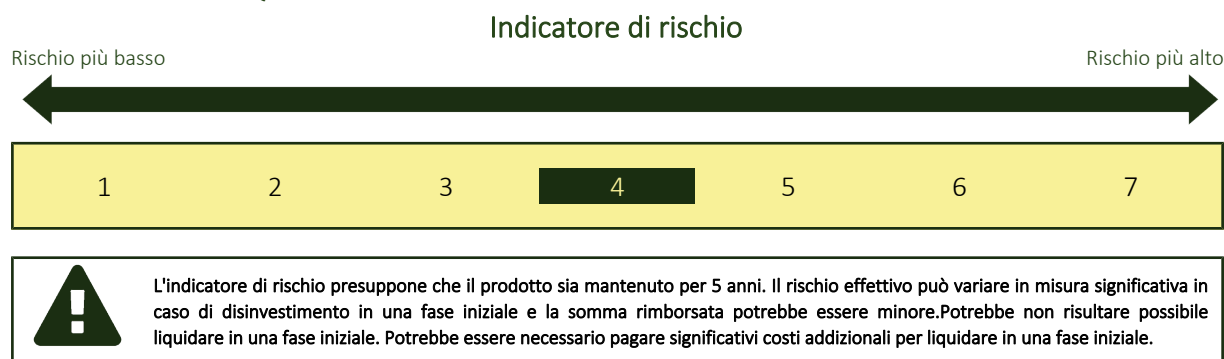 Indicatore di rischio
Rischio più basso
Rischio più alto
1 2 3 4 5 6 7
L'indicatore di rischio presuppone che il prodotto sia mantenuto per 5 anni. Il rischio effettivo può variare in misura significativa in
caso di disinvestimento in una fase iniziale e la somma rimborsata potrebbe essere minore.Potrebbe non risultare possibile
liquidare in una fase iniziale. Potrebbe essere necessario pagare significativi costi addizionali per liquidare in una fase iniziale.